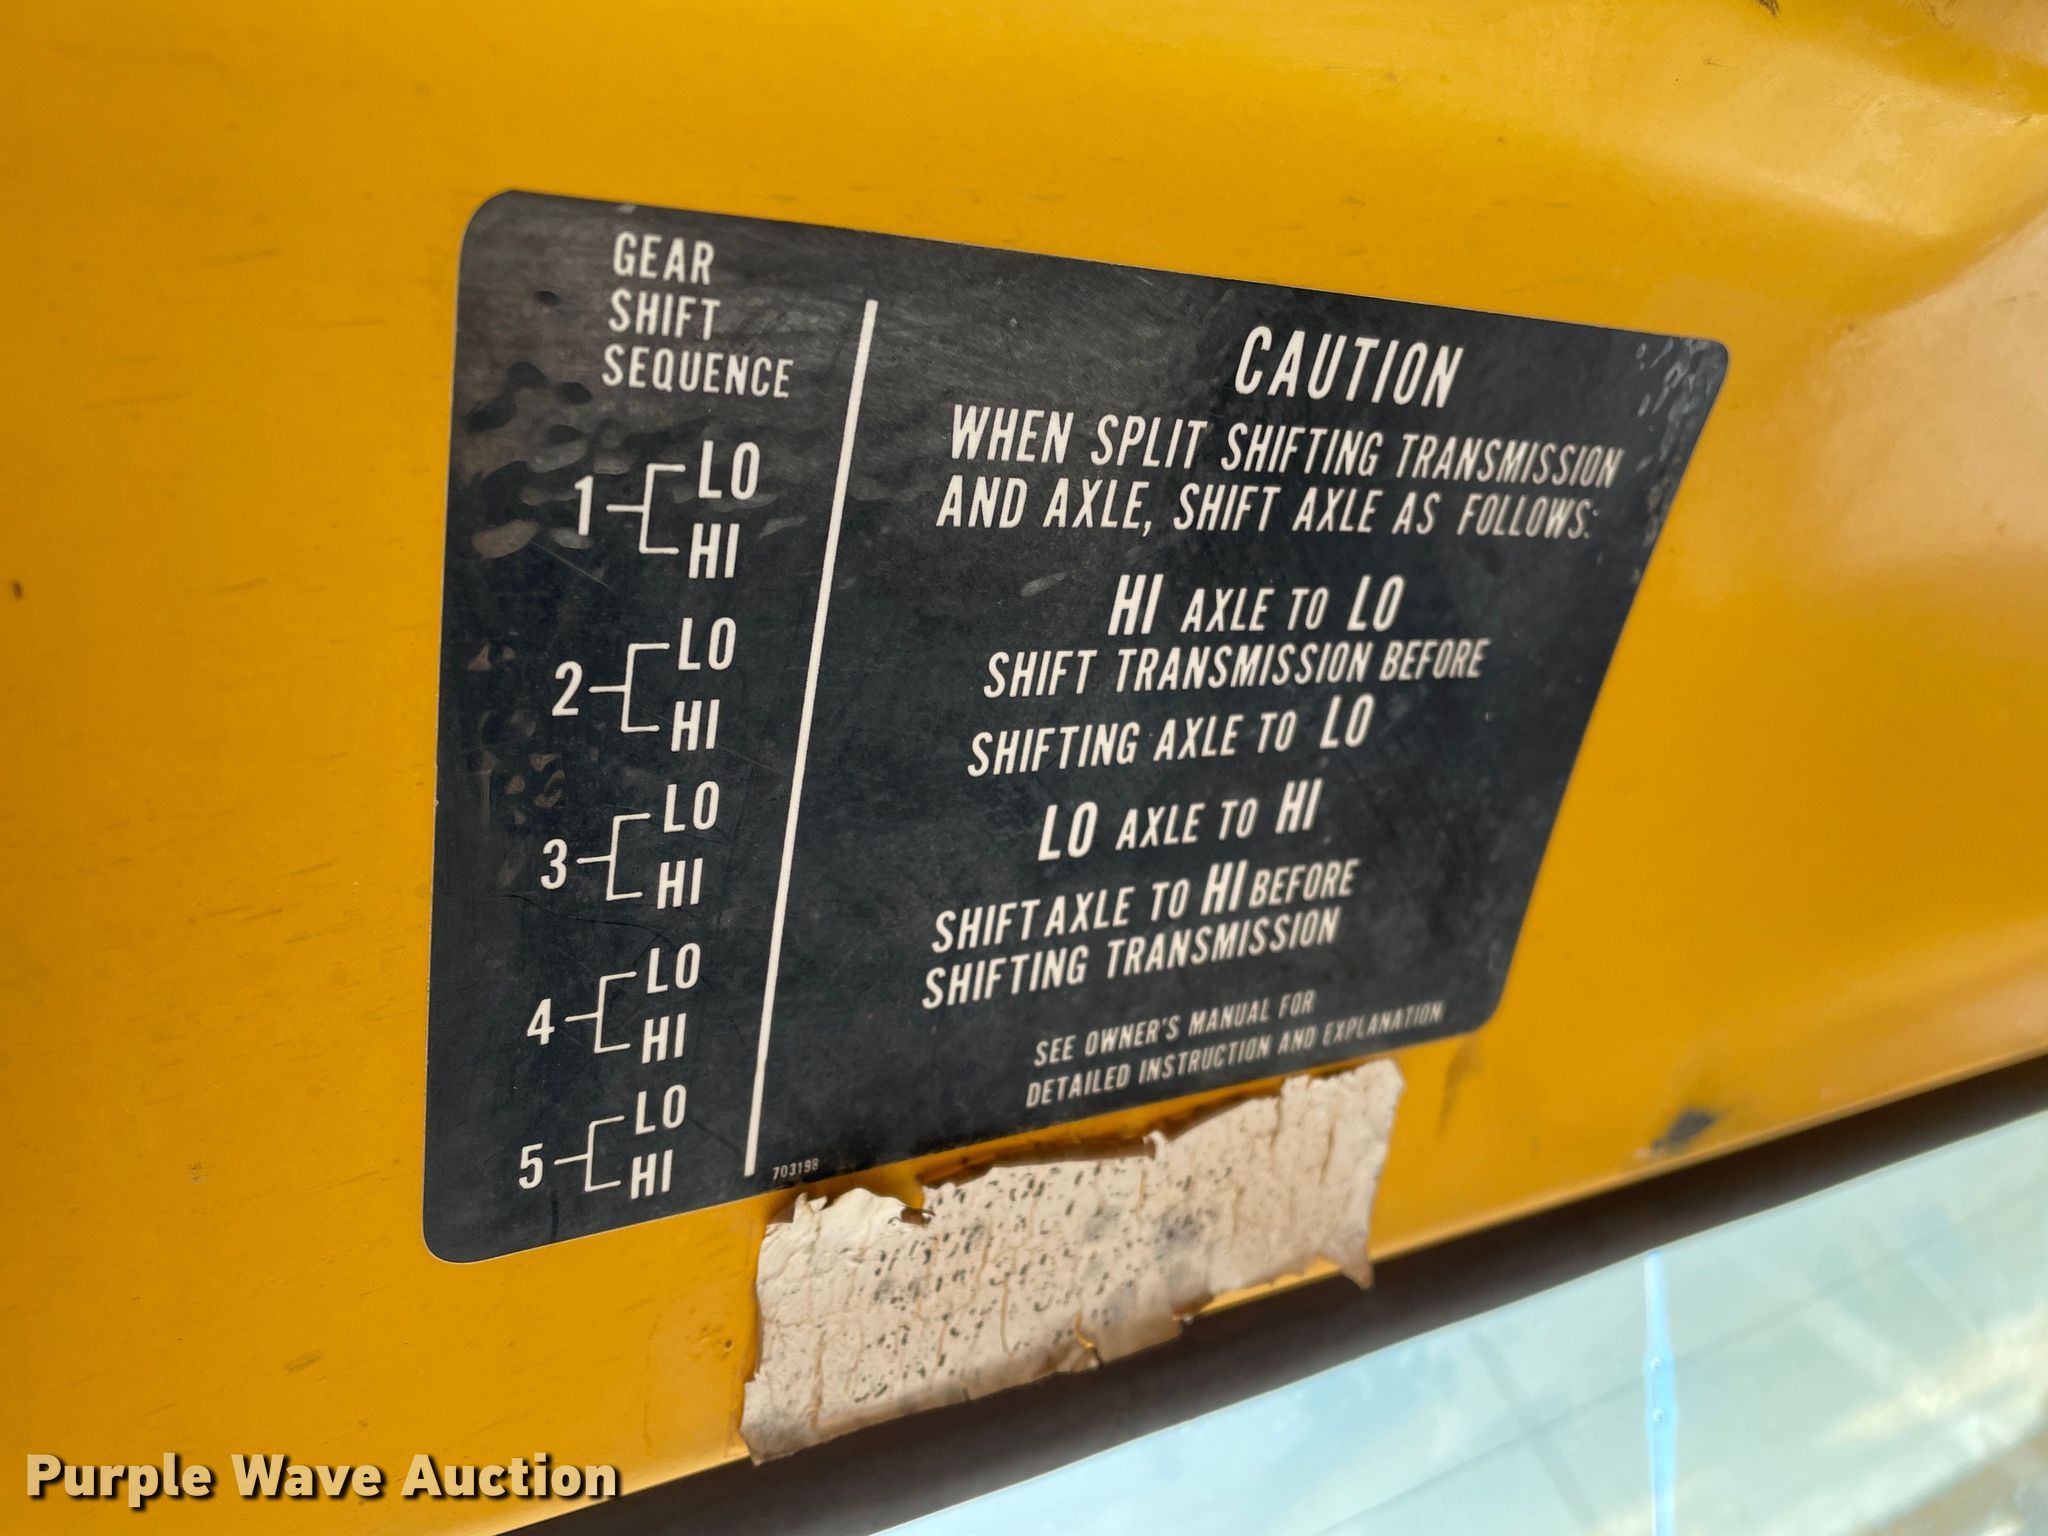 GEAR
SHIFT
SEQUENCE
1 LO
HI
2 LO
HI
3 LO
HI
4 LO
HI
5 LO
HI
CAUTION
WHEN SPLIT SHIFTING TRANSMISSION
AND AXLE, SHIFT AXLE AS FOLLOWS:
HI AXLE TO LO
SHIFT TRANSMISSION BEFORE
SHIFTING AXLE TO LO
LO AXLE TO HI
SHIFT AXLE TO HI BEFORE
SHIFTING TRANSMISSION
SEE OWNER'S MANUAL FOR
DETAILED INSTRUCTION AND EXPLANATION
703198
Purple Wave Auction